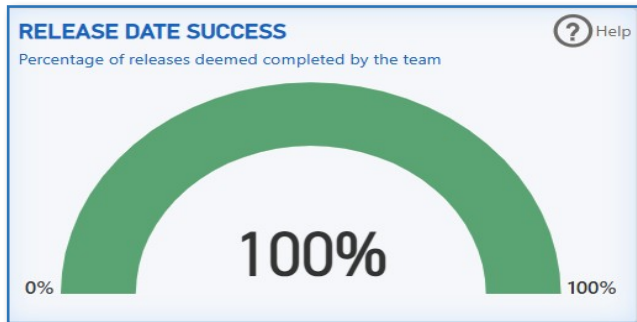 RELEASE DATE SUCCESS
? Help
Percentage of releases deemed completed by the team
100%
0%
100%